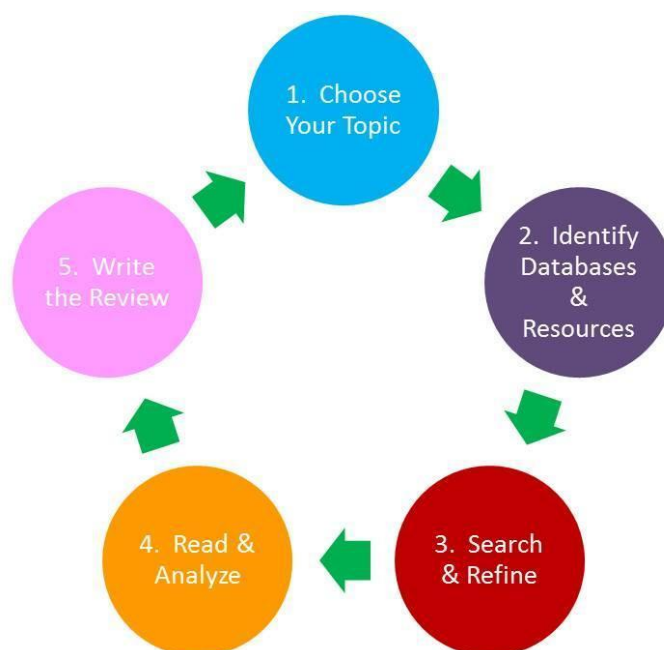 1. Choose
Your Topic
2. Identify
Databases
&
Resources
3. Search
& Refine
4. Read &
Analyze
5. Write
the Review